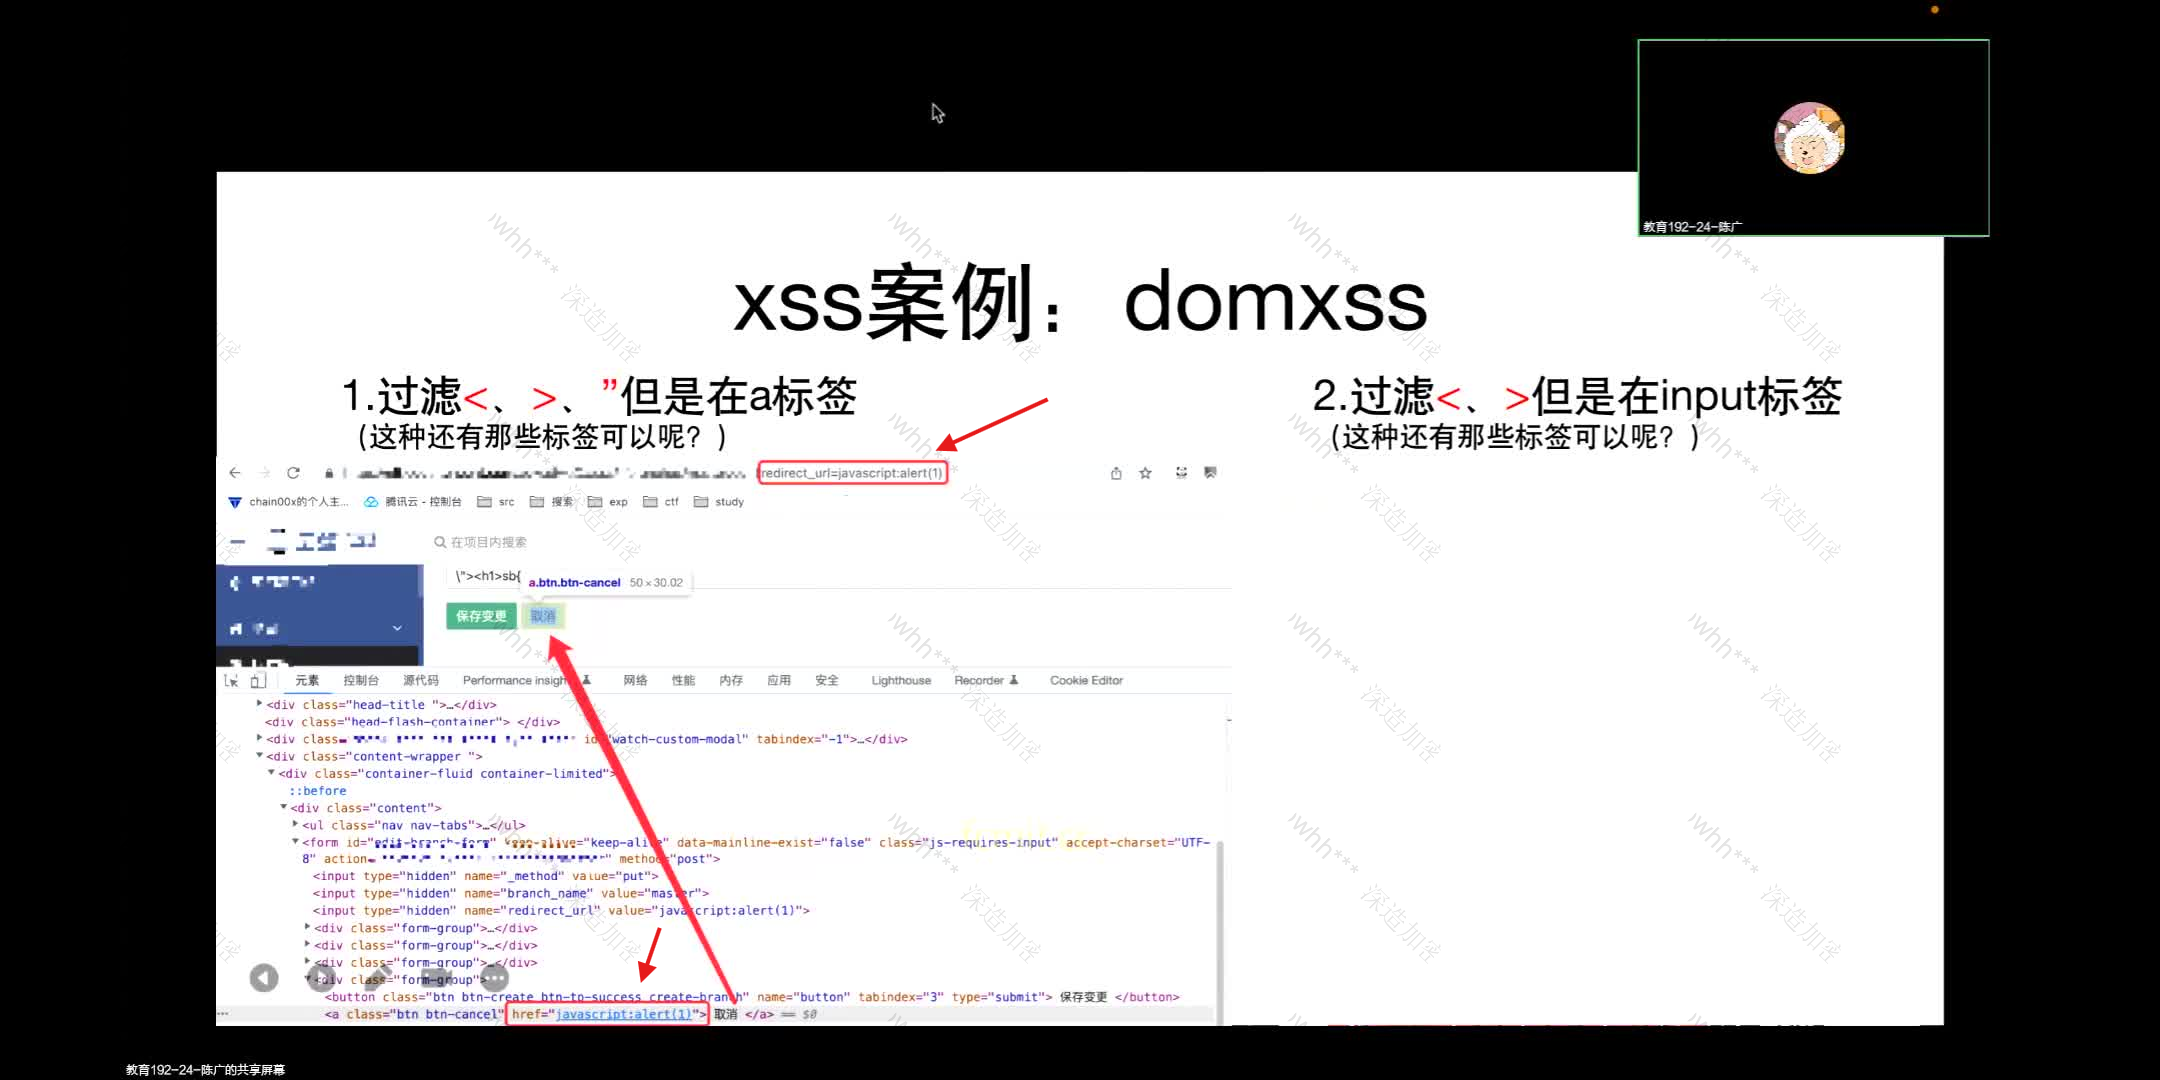 教育192-24-陈广
xss案例： domxss
1.过滤<、>、”但是在a标签
（这种还有那些标签可以呢？）
2.过滤<、>但是在input标签
（这种还有那些标签可以呢？）
redirect_url=javascript:alert(1)
chain00x的个人主... 腾讯云 - 控制台 src 搜索 exp ctf study
在项目内搜索
\"><h1>sb{
a.btn.btn-cancel 50×30.02
保存变更 取消
元素 控制台 源代码 Performance insight 网络 性能 内存 应用 安全 Lighthouse Recorder Cookie Editor
<div class="head-title ">…</div>
<div class="head-flash-container"> </div>
<div class= id="watch-custom-modal" tabindex="-1">…</div>
<div class="content-wrapper ">
<div class="container-fluid container-limited">
::before
<div class="content">
<ul class="nav nav-tabs">…</ul>
<form id="edit-branch-form" keep-alive="keep-alive" data-mainline-exist="false" class="js-requires-input" accept-charset="UTF-
8" action= method="post">
<input type="hidden" name="_method" value="put">
<input type="hidden" name="branch_name" value="master">
<input type="hidden" name="redirect_url" value="javascript:alert(1)">
<div class="form-group">…</div>
<div class="form-group">…</div>
<div class="form-group">…</div>
<div class="form-group">
<button class="btn btn-create btn-tp-success create-branch" name="button" tabindex="3" type="submit"> 保存变更 </button>
<a class="btn btn-cancel" href="javascript:alert(1)"> 取消 </a> == $0
教育192-24-陈广的共享屏幕